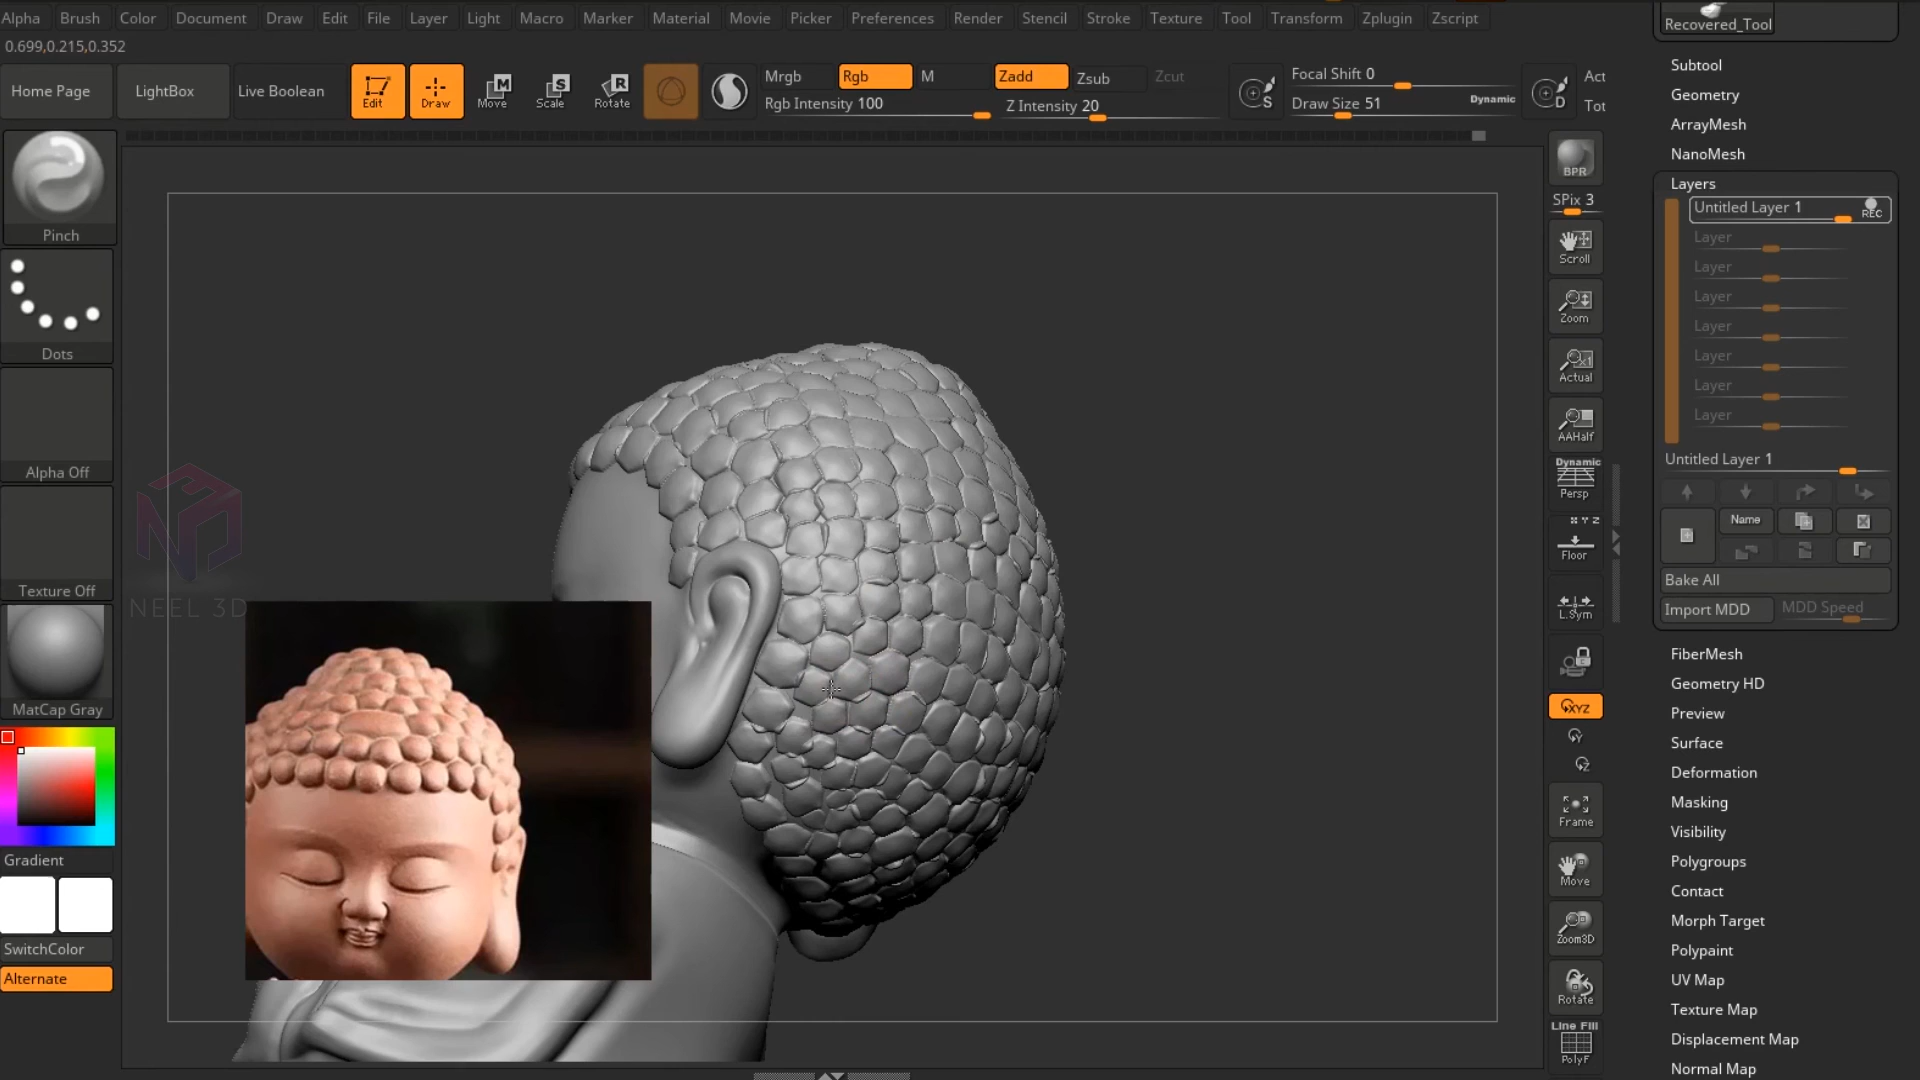 Alpha Brush Color Document Draw Edit File Layer Light Macro Marker Material Movie Picker Preferences Render Stencil Stroke Texture Tool Transform Zplugin Zscript
0.699,0.215,0.352
Home Page LightBox Live Boolean Edit Draw Move Scale Rotate
Mrgb Rgb M Zadd Zsub Zcut
Rgb Intensity 100 Z Intensity 20
Focal Shift 0
Draw Size 51 Dynamic
S
D
Act
Tot
Pinch
Dots
Alpha Off
Texture Off
MatCap Gray
Gradient
SwitchColor
Alternate
NEEL 3D
BPR
SPix 3
Scroll
Zoom
Actual
AAHalf
Dynamic
Persp
X Y Z
Floor
L.Sym
XYZ
Y
Z
Frame
Move
Zoom3D
Rotate
Line Fill
PolyF
Recovered_Tool
Subtool
Geometry
ArrayMesh
NanoMesh
Layers
Untitled Layer 1 REC
Layer
Layer
Layer
Layer
Layer
Layer
Layer
Untitled Layer 1
Name
Bake All
Import MDD MDD Speed
FiberMesh
Geometry HD
Preview
Surface
Deformation
Masking
Visibility
Polygroups
Contact
Morph Target
Polypaint
UV Map
Texture Map
Displacement Map
Normal Map